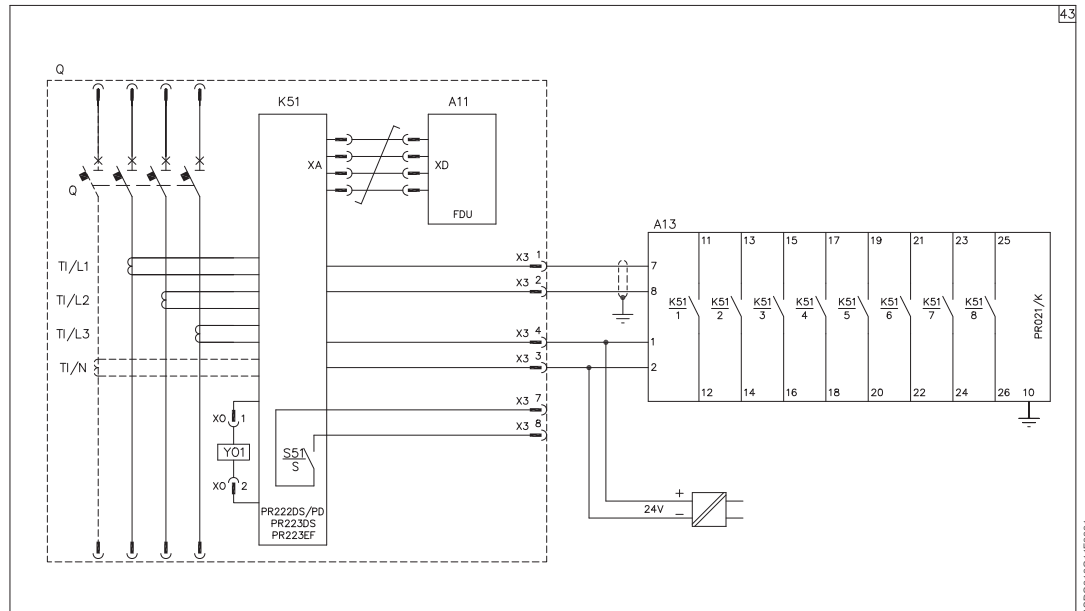 43
Q
K51
A11
XA
XD
Q
FDU
A13
11 13 15 17 19 21 23 25
TI/L1
X3 1
7
X3 2
8
TI/L2
K51 1
K51 2
K51 3
K51 4
K51 5
K51 6
K51 7
K51 8
PR021/K
TI/L3
X3 4
1
TI/N
X3 3
2
12 14 16 18 20 22 24 26 10
X3 7
X0 1
X3 8
Y01
S51 S
X0 2
+
24V
−
PR222DS/PD
PR223DS
PR223EF